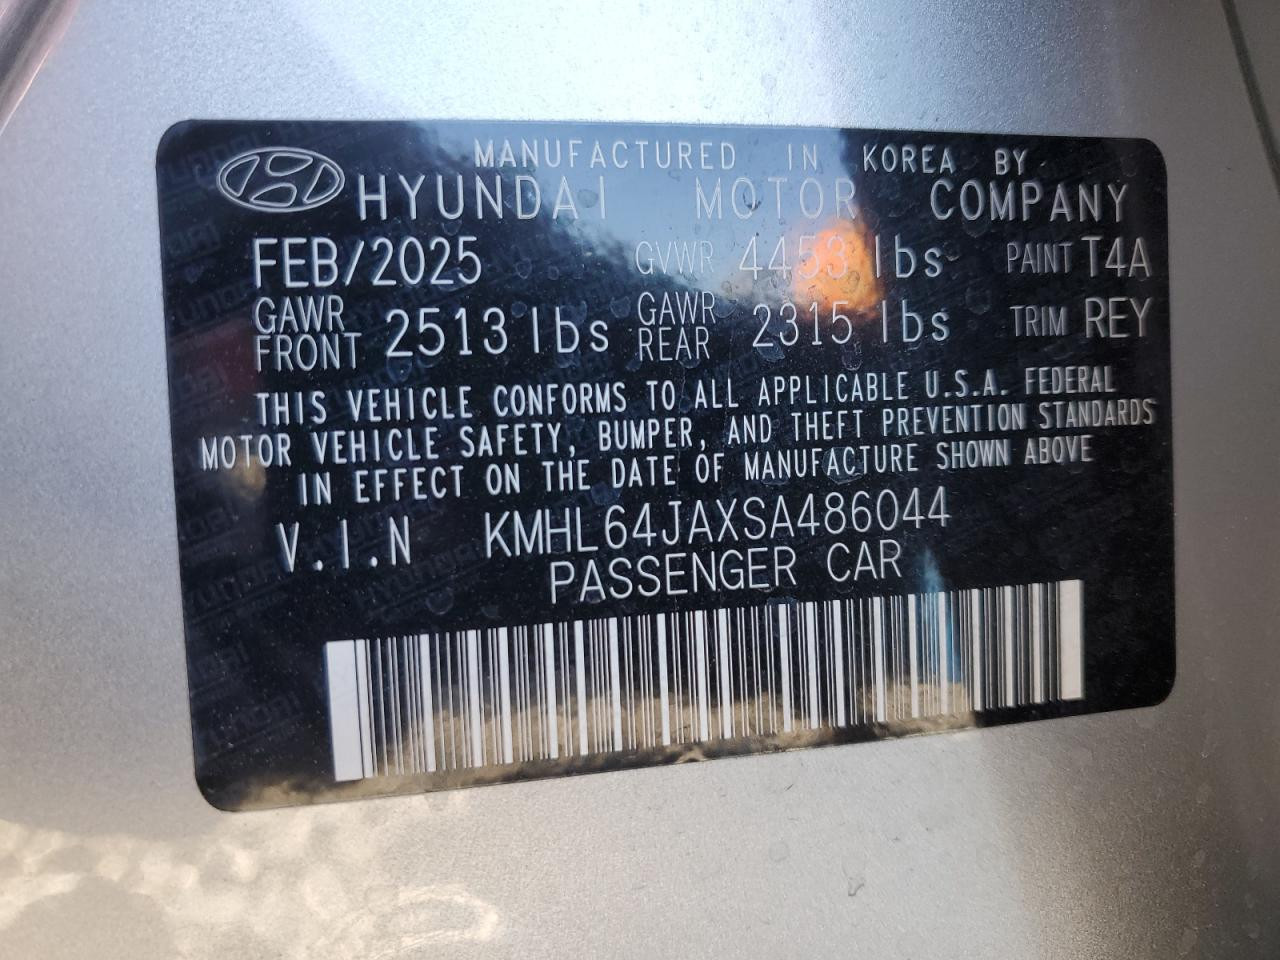 MANUFACTURED IN KOREA BY
HYUNDAI MOTOR COMPANY
FEB/2025 GVWR 4453 lbs PAINT T4A
GAWR FRONT 2513 lbs GAWR REAR 2315 lbs TRIM REY
THIS VEHICLE CONFORMS TO ALL APPLICABLE U.S.A. FEDERAL
MOTOR VEHICLE SAFETY, BUMPER, AND THEFT PREVENTION STANDARDS
IN EFFECT ON THE DATE OF MANUFACTURE SHOWN ABOVE
V.I.N KMHL64JAXSA486044
PASSENGER CAR